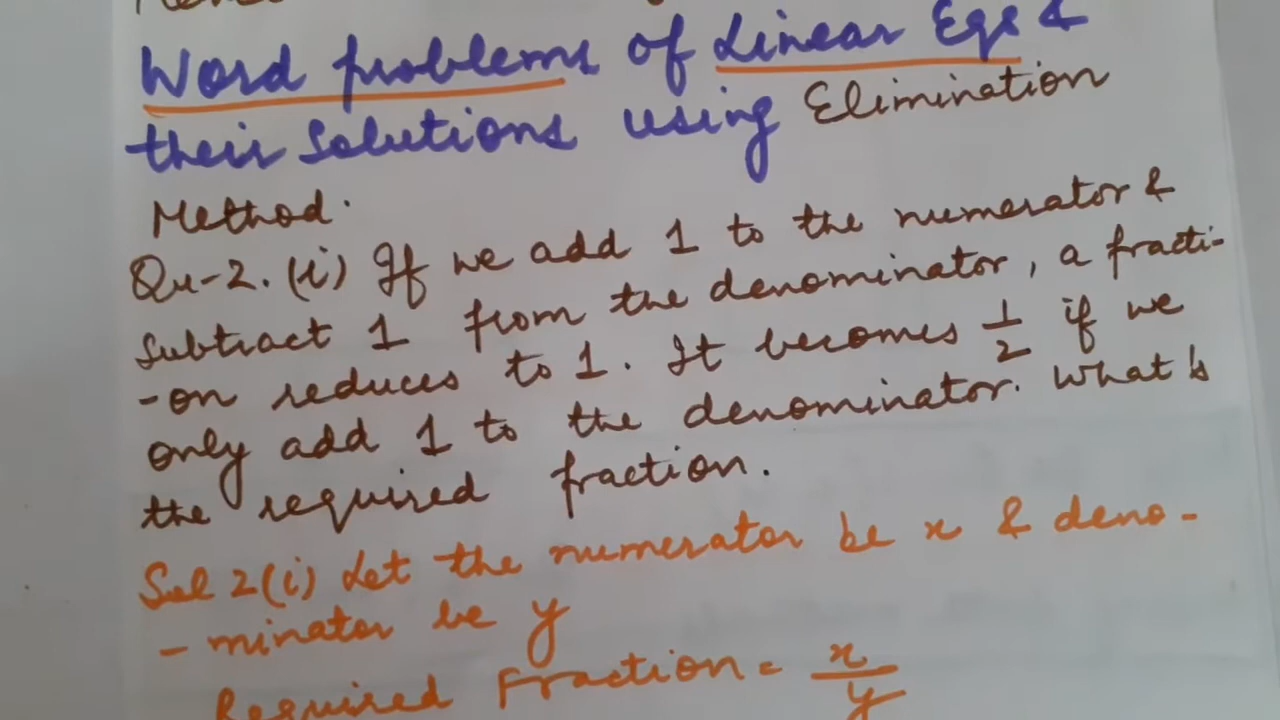 Word problems of Linear Eqs &
their Solutions using Elimination
Method.
Qu-2. (i) If we add 1 to the numerator &
subtract 1 from the denominator, a fracti-
-on reduces to 1. It becomes 1/2 if we
only add 1 to the denominator. What's
the required fraction.
Sol 2(i) Let the numerator be x & deno-
- minator be y
Required Fraction = x/y